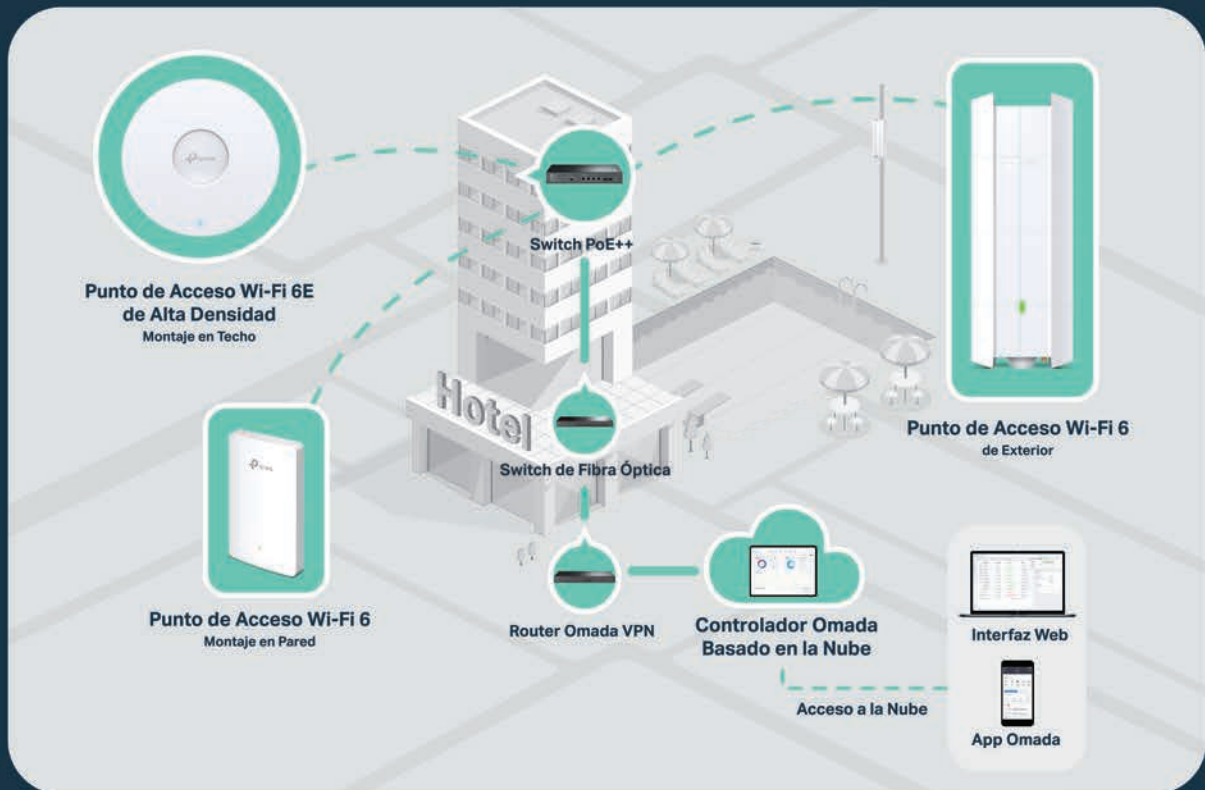 Switch PoE++
Punto de Acceso Wi-Fi 6E
de Alta Densidad
Montaje en Techo
Hotel
Punto de Acceso Wi-Fi 6
de Exterior
Switch de Fibra Óptica
tp-link
Punto de Acceso Wi-Fi 6
Montaje en Pared
Router Omada VPN
Controlador Omada
Basado en la Nube
Interfaz Web
Acceso a la Nube
App Omada